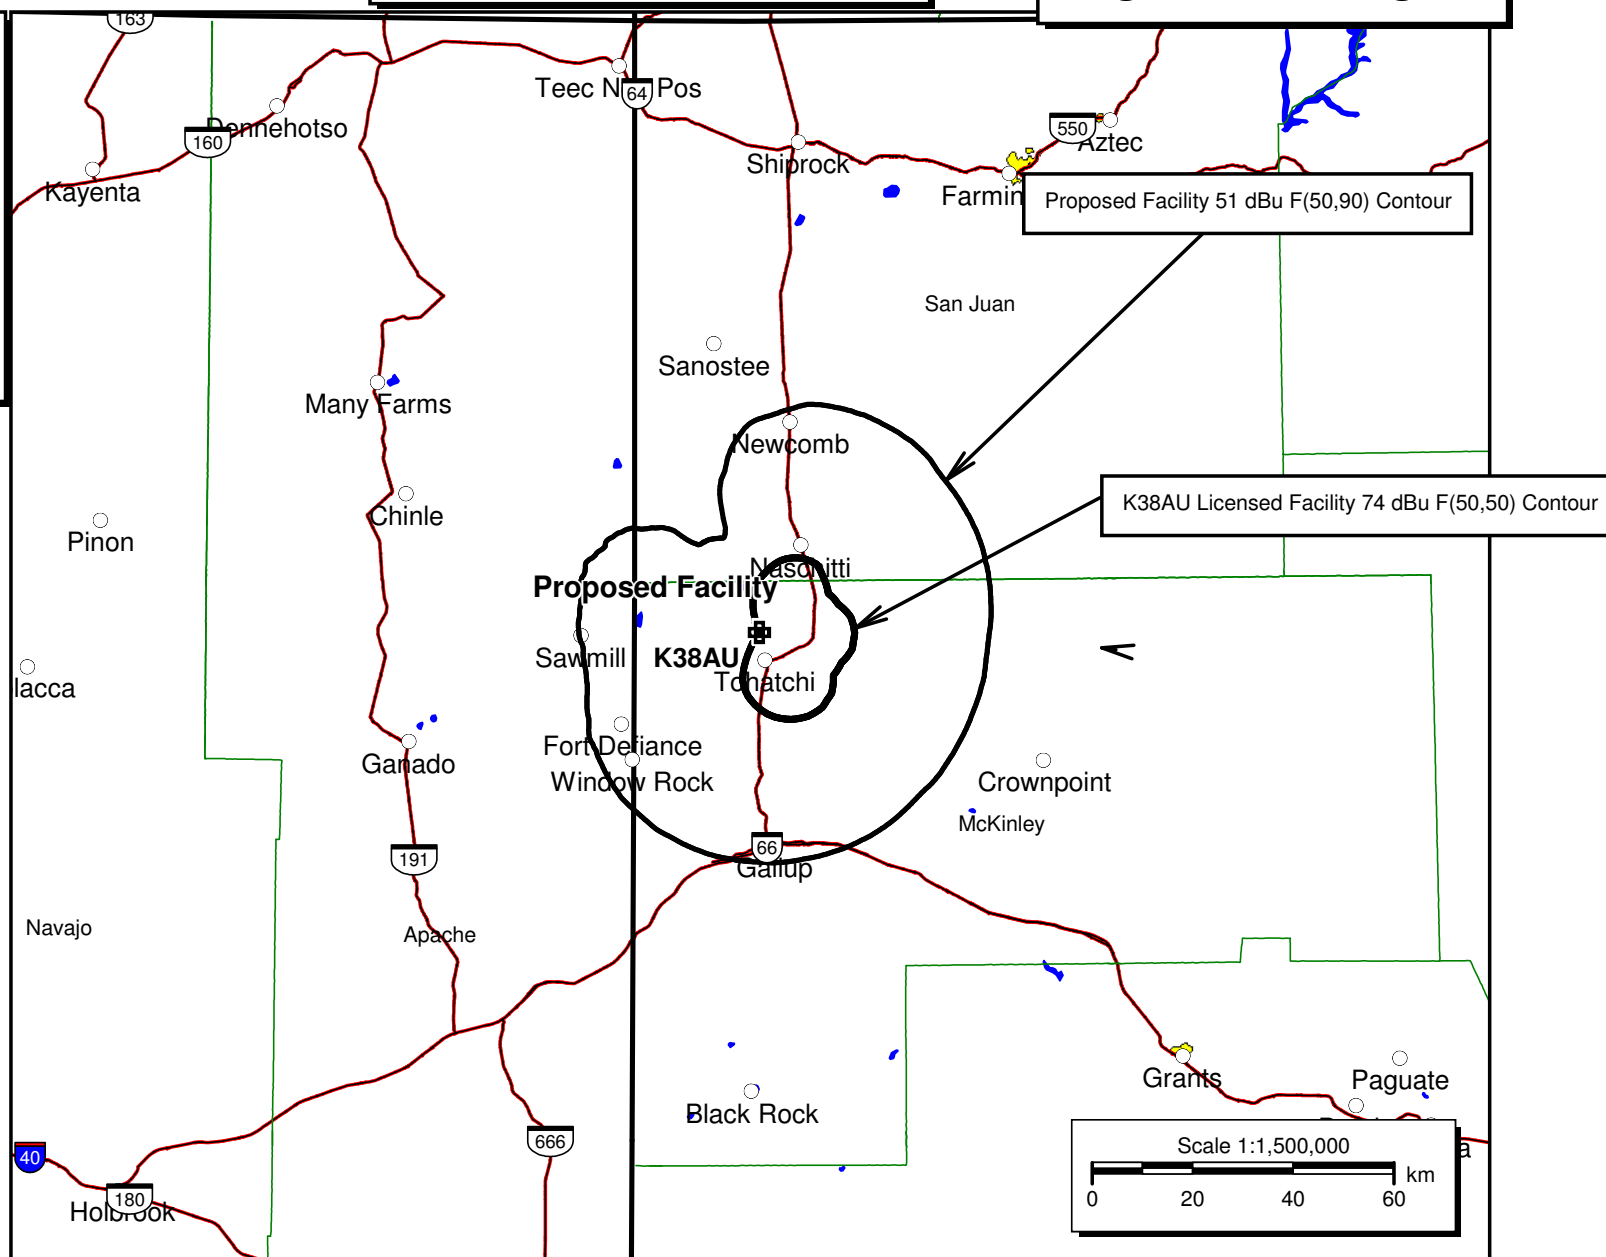 163
Teec N Pos
64
Dennehotso
160
550
Aztec
Shiprock
Kayenta
Farmin
Proposed Facility 51 dBu F(50,90) Contour
San Juan
Sanostee
Many Farms
Newcomb
K38AU Licensed Facility 74 dBu F(50,50) Contour
Chinle
Pinon
Naschitti
Proposed Facility
Sawmill
K38AU
Tohatchi
lacca
Fort Defiance
Ganado
Window Rock
Crownpoint
McKinley
66
191
Gallup
Navajo
Apache
Grants
Paguate
Black Rock
666
Scale 1:1,500,000
a
40
km
0 20 40 60
180
Holbrook